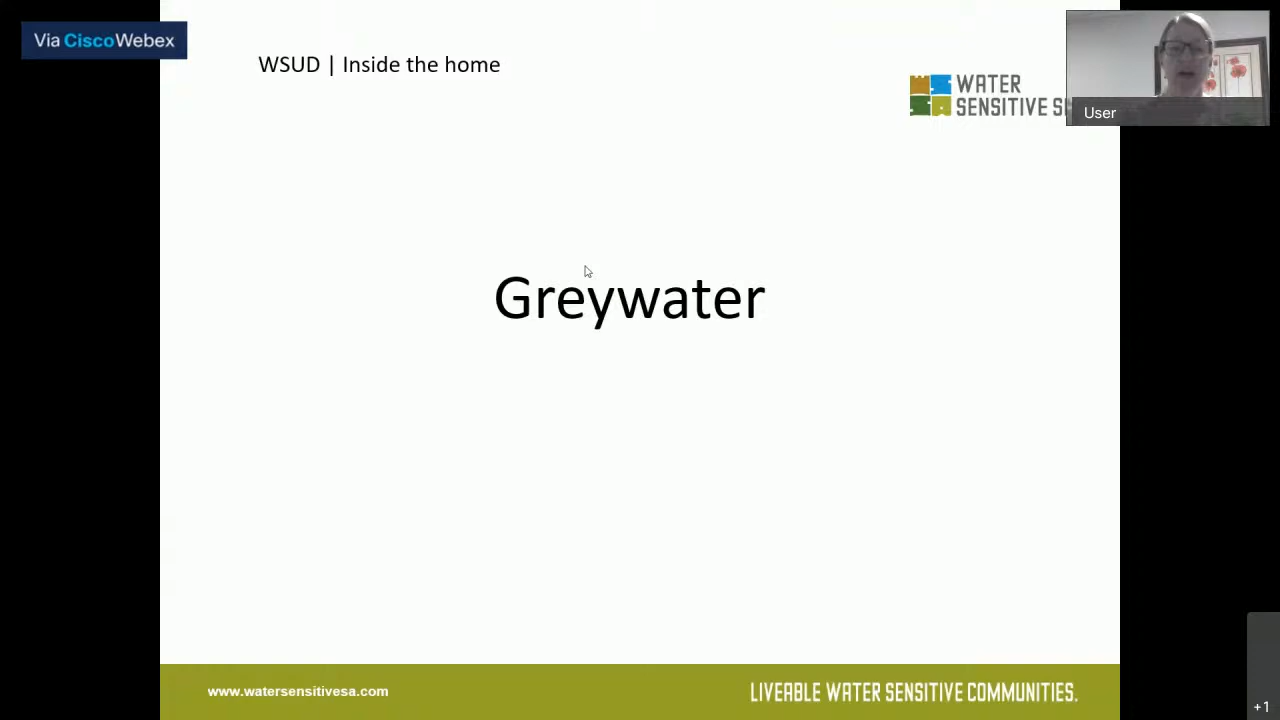 Via CiscoWebex
WSUD | Inside the home
WATER
SENSITIVE
User
Greywater
www.watersensitivesa.com
LIVEABLE WATER SENSITIVE COMMUNITIES.
+1